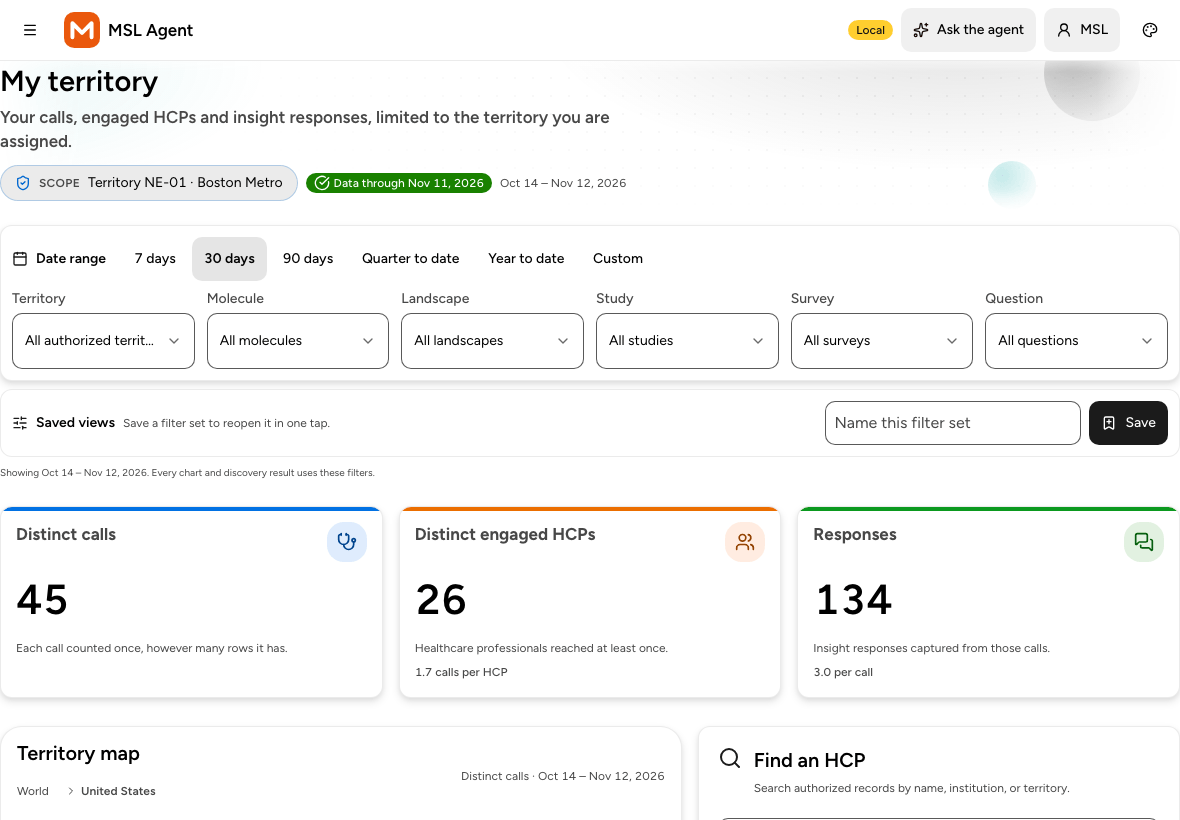 MSL Agent
Local
Ask the agent
MSL
My territory
Your calls, engaged HCPs and insight responses, limited to the territory you are
assigned.
SCOPE Territory NE-01 · Boston Metro
Data through Nov 11, 2026
Oct 14 – Nov 12, 2026
Date range
7 days
30 days
90 days
Quarter to date
Year to date
Custom
Territory
Molecule
Landscape
Study
Survey
Question
All authorized territ...
All molecules
All landscapes
All studies
All surveys
All questions
Saved views
Save a filter set to reopen it in one tap.
Name this filter set
Save
Showing Oct 14 – Nov 12, 2026. Every chart and discovery result uses these filters.
Distinct calls
45
Each call counted once, however many rows it has.
Distinct engaged HCPs
26
Healthcare professionals reached at least once.
1.7 calls per HCP
Responses
134
Insight responses captured from those calls.
3.0 per call
Territory map
Distinct calls · Oct 14 – Nov 12, 2026
World
United States
Find an HCP
Search authorized records by name, institution, or territory.